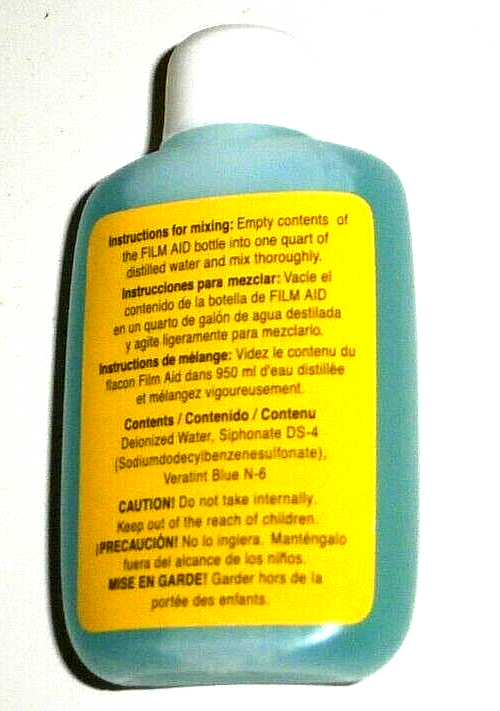 Instructions for mixing: Empty contents of
the FILM AID bottle into one quart of
distilled water and mix thoroughly.
Instrucciones para mezclar: Vacíe el
contenido de la botella de FILM AID
en un quarto de galón de agua destilada
y agite ligeramente para mezclarlo.
Instructions de mélange: Videz le contenu du
flacon Film Aid dans 950 ml d'eau distillée
et mélangez vigoureusement.
Contents / Contenido / Contenu
Deionized Water, Siphonate DS-4
(Sodiumdodecylbenzenesulfonate),
Veratint Blue N-6
CAUTION! Do not take internally.
Keep out of the reach of children.
¡PRECAUCIÓN! No lo ingiera. Manténgalo
fuera del alcance de los niños.
MISE EN GARDE! Garder hors de la
portée des enfants.